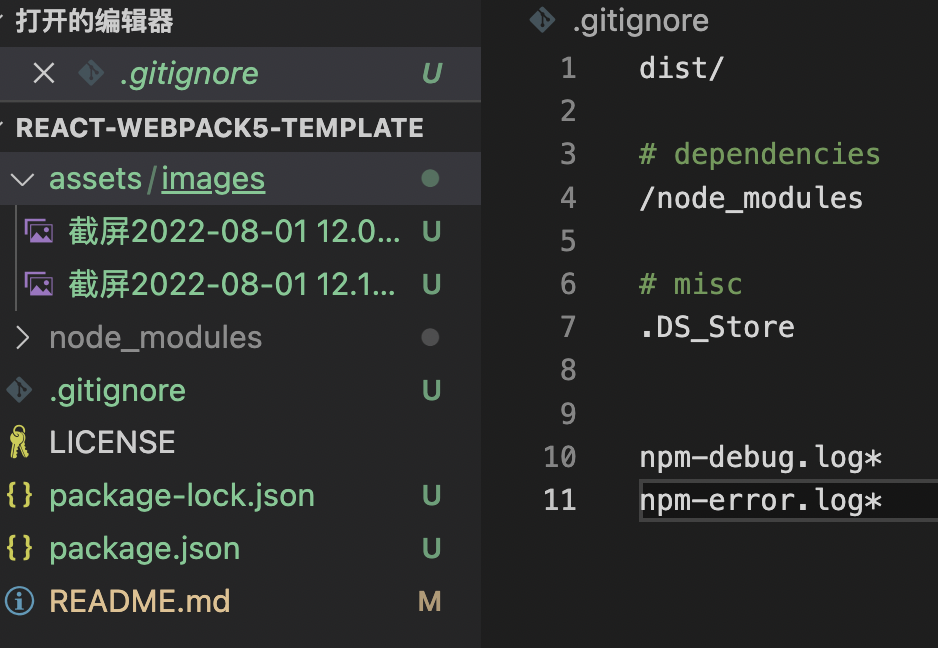 打开的编辑器
.gitignore U
REACT-WEBPACK5-TEMPLATE
assets/images
截屏2022-08-01 12.0... U
截屏2022-08-01 12.1... U
node_modules
.gitignore U
LICENSE
{} package-lock.json U
{} package.json U
README.md M
.gitignore
1 dist/
2
3 # dependencies
4 /node_modules
5
6 # misc
7 .DS_Store
8
9
10 npm-debug.log*
11 npm-error.log*